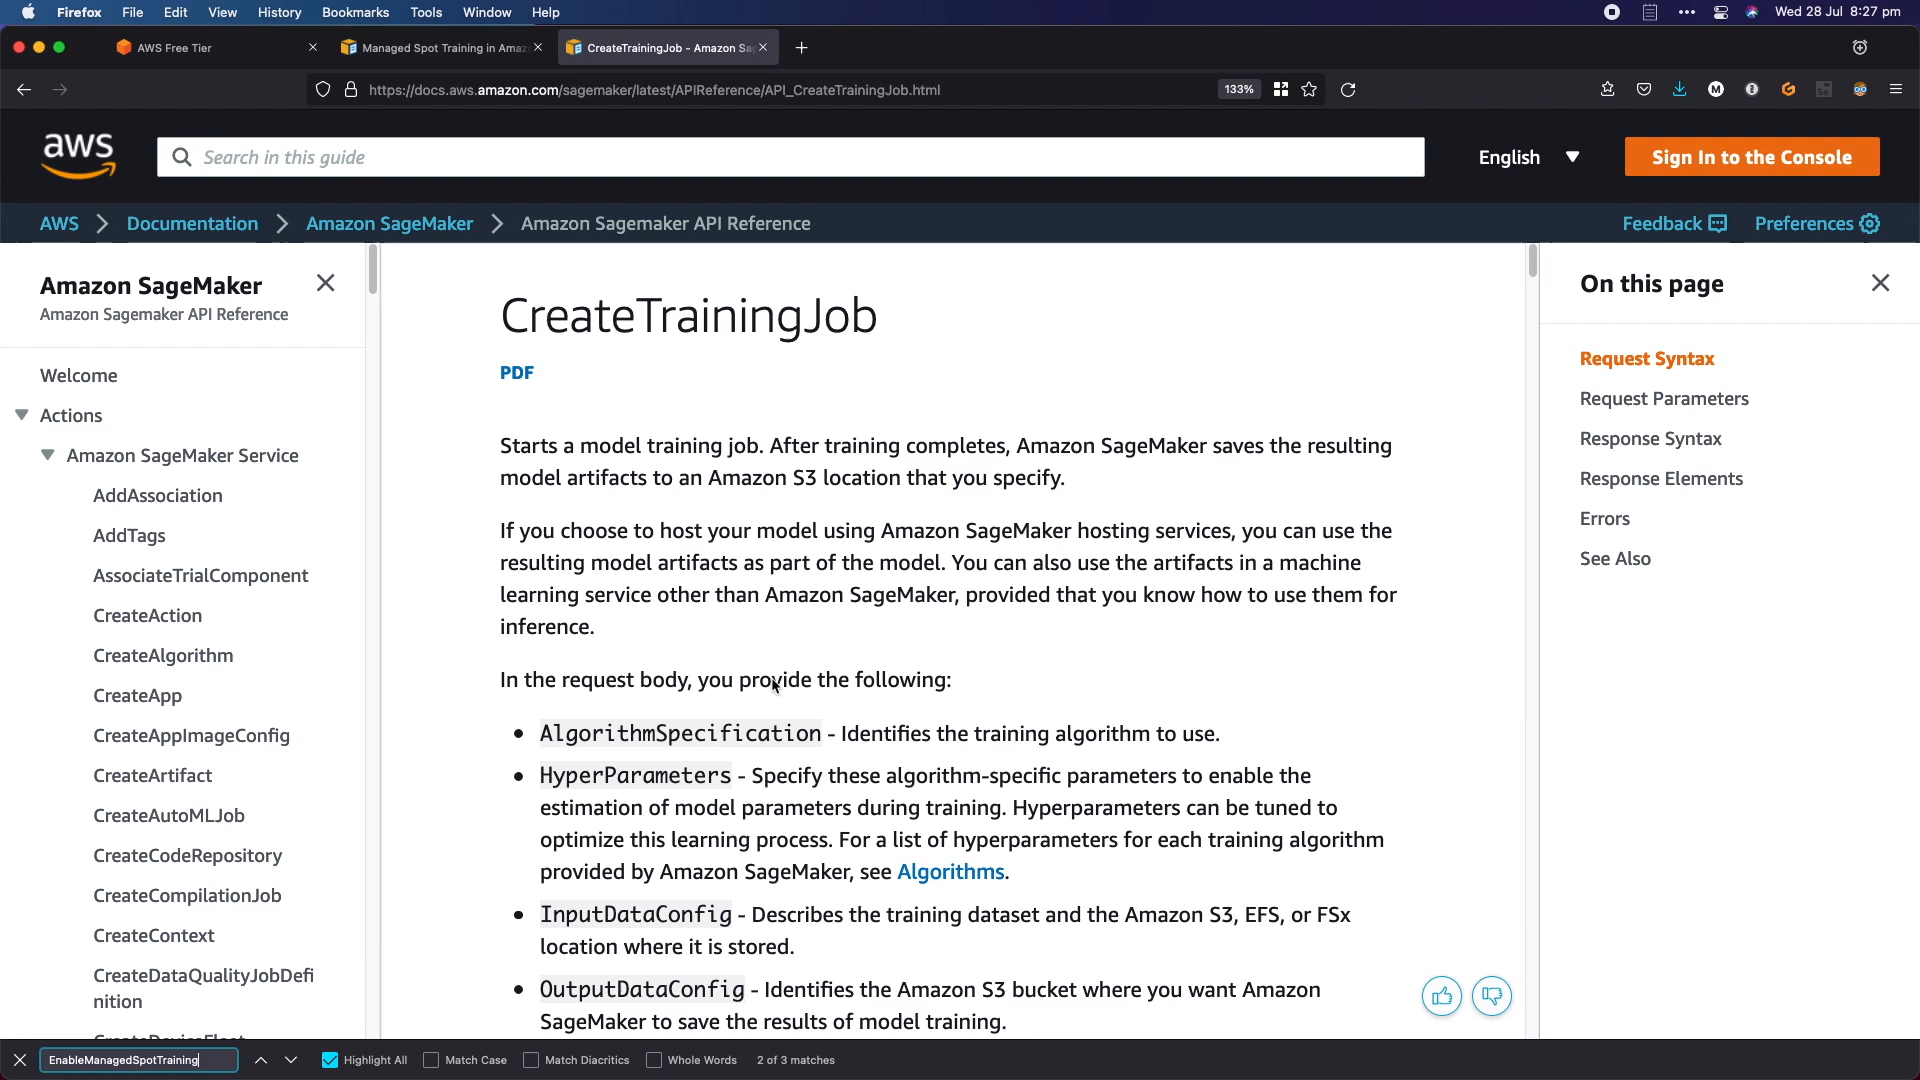 Firefox File Edit View History Bookmarks Tools Window Help Wed 28 Jul 8:27 pm
AWS Free Tier Managed Spot Training in Amaz CreateTrainingJob - Amazon Sa
https://docs.aws.amazon.com/sagemaker/latest/APIReference/API_CreateTrainingJob.html 133%
aws Search in this guide English Sign In to the Console
AWS Documentation Amazon SageMaker Amazon Sagemaker API Reference Feedback Preferences
Amazon SageMaker
Amazon Sagemaker API Reference
Welcome
Actions
Amazon SageMaker Service
AddAssociation
AddTags
AssociateTrialComponent
CreateAction
CreateAlgorithm
CreateApp
CreateAppImageConfig
CreateArtifact
CreateAutoMLJob
CreateCodeRepository
CreateCompilationJob
CreateContext
CreateDataQualityJobDefi
nition
CreateDeviceFleet
CreateTrainingJob
PDF
Starts a model training job. After training completes, Amazon SageMaker saves the resulting
model artifacts to an Amazon S3 location that you specify.
If you choose to host your model using Amazon SageMaker hosting services, you can use the
resulting model artifacts as part of the model. You can also use the artifacts in a machine
learning service other than Amazon SageMaker, provided that you know how to use them for
inference.
In the request body, you provide the following:
• AlgorithmSpecification - Identifies the training algorithm to use.
• HyperParameters - Specify these algorithm-specific parameters to enable the
estimation of model parameters during training. Hyperparameters can be tuned to
optimize this learning process. For a list of hyperparameters for each training algorithm
provided by Amazon SageMaker, see Algorithms.
• InputDataConfig - Describes the training dataset and the Amazon S3, EFS, or FSx
location where it is stored.
• OutputDataConfig - Identifies the Amazon S3 bucket where you want Amazon
SageMaker to save the results of model training.
On this page
Request Syntax
Request Parameters
Response Syntax
Response Elements
Errors
See Also
EnableManagedSpotTraining Highlight All Match Case Match Diacritics Whole Words 2 of 3 matches